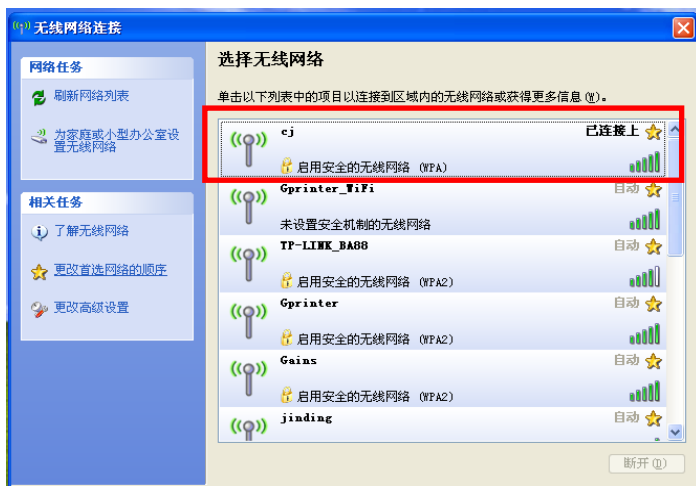 无线网络连接
网络任务
刷新网络列表
为家庭或小型办公室设
置无线网络
相关任务
了解无线网络
更改首选网络的顺序
更改高级设置
选择无线网络
单击以下列表中的项目以连接到区域内的无线网络或获得更多信息(W)。
cj 已连接上
启用安全的无线网络 (WPA)
Gprinter_WiFi 自动
未设置安全机制的无线网络
TP-LINK_BA88 自动
启用安全的无线网络 (WPA2)
Gprinter 自动
启用安全的无线网络 (WPA2)
Gains 自动
启用安全的无线网络 (WPA2)
jinding 自动
断开(D)